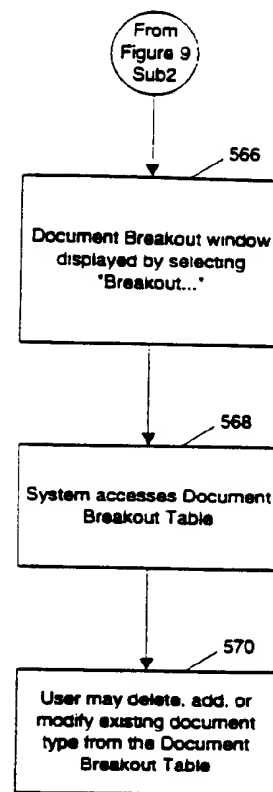 From
Figure 9
Sub2
566
Document Breakout window
displayed by selecting
"Breakout..."
568
System accesses Document
Breakout Table
570
User may delete, add, or
modify existing document
type from the Document
Breakout Table